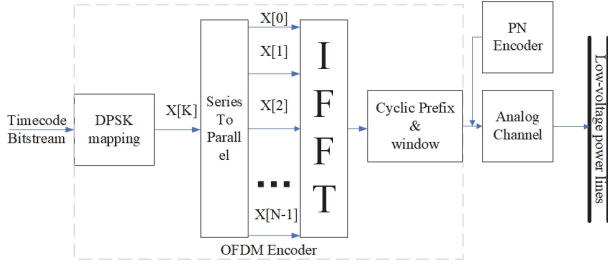 Timecode
Bitstream
DPSK
mapping
X[K]
Series
To
Parall
el
X[0]
X[1]
X[2]
...
X[N-1]
I
F
F
T
OFDM Encoder
Cyclic Prefix
&
window
PN
Encoder
Analog
Channel
Low-voltage power lines